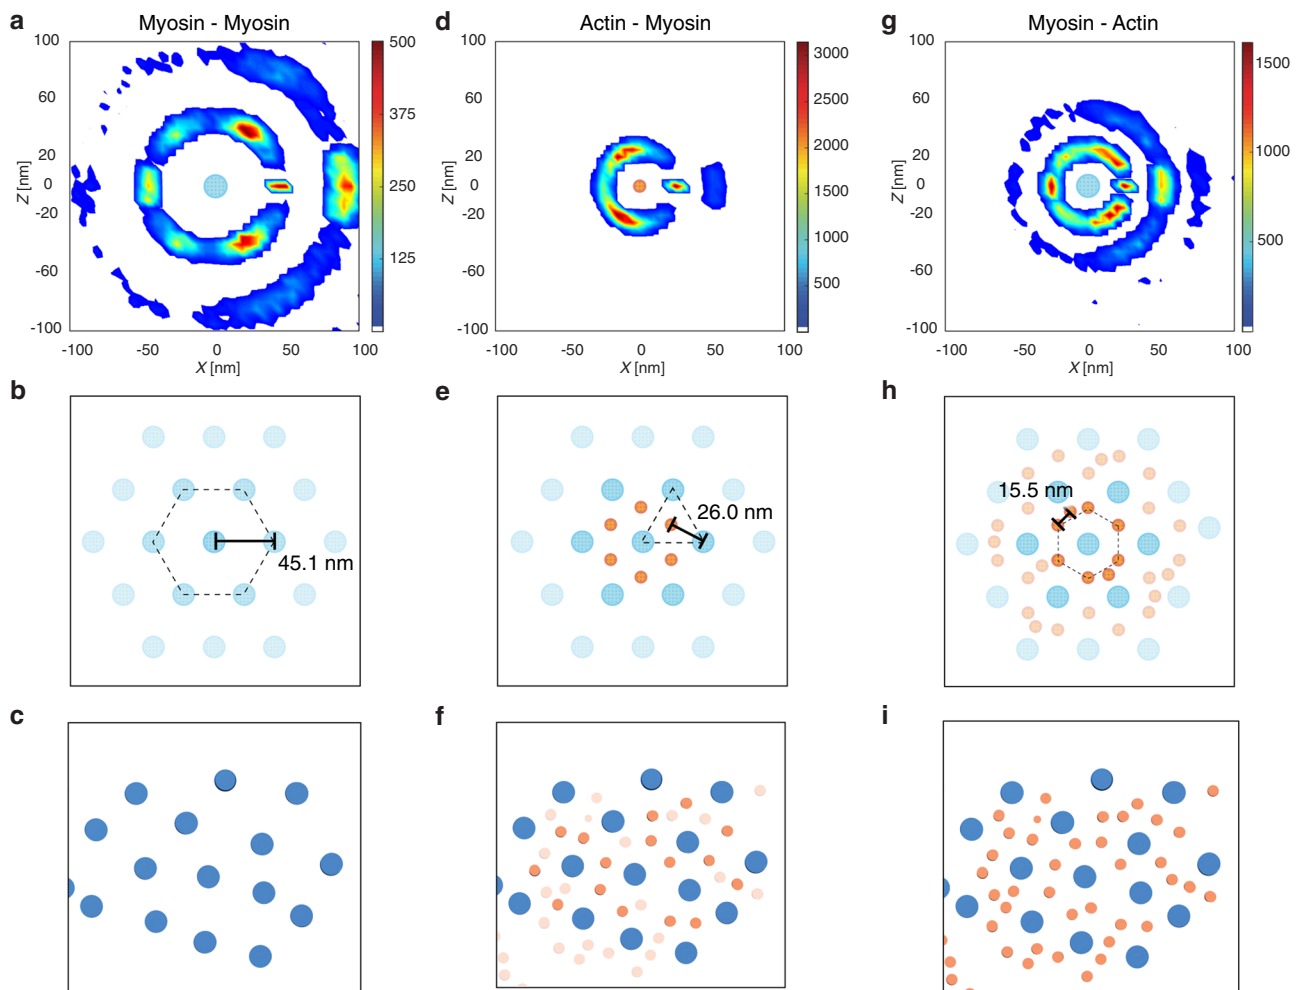 a Myosin - Myosin
100
60
20
0
-20
-60
-100
Z [nm]
-100 -50 0 50 100
X [nm]
500
375
250
125
d Actin - Myosin
100
60
20
0
-20
-60
-100
Z [nm]
-100 -50 0 50 100
X [nm]
3000
2500
2000
1500
1000
500
g Myosin - Actin
100
60
20
0
-20
-60
-100
Z [nm]
-100 -50 0 50 100
X [nm]
1500
1000
500
b
45.1 nm
e
26.0 nm
h
15.5 nm
c
f
i